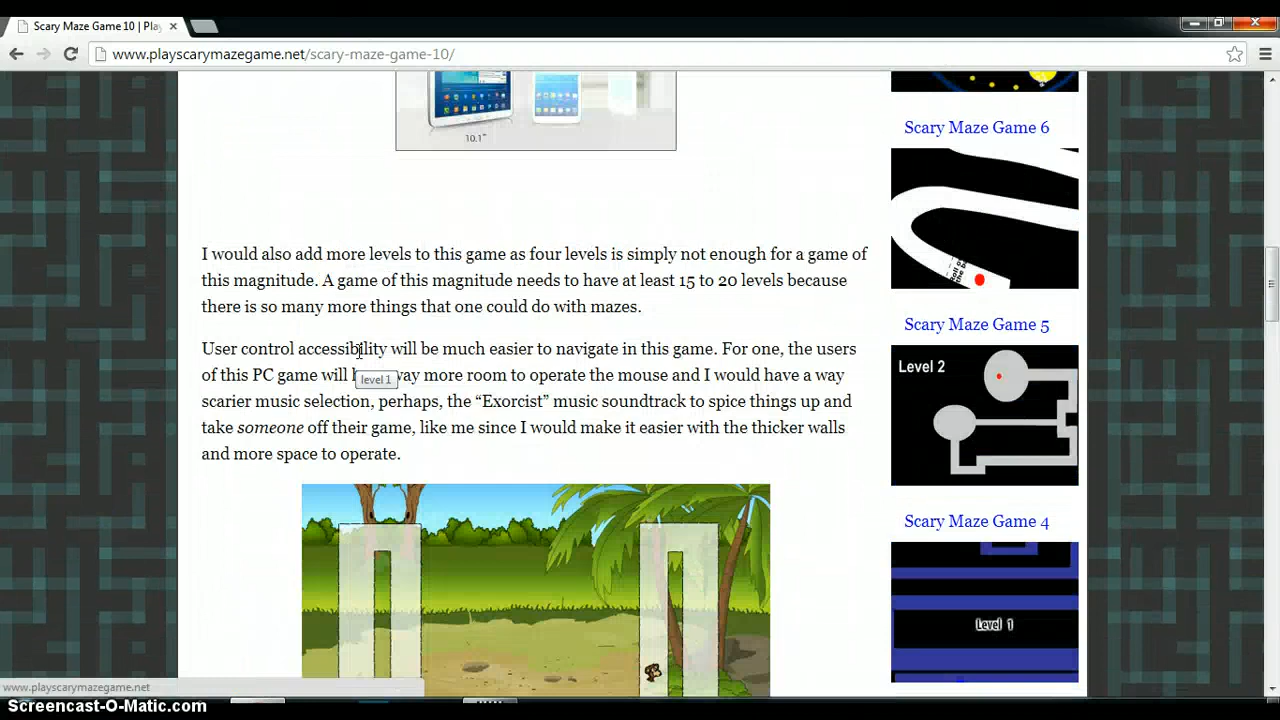 Scary Maze Game 10 | Pla
www.playscarymazegame.net/scary-maze-game-10/
10.1"
Scary Maze Game 6
I would also add more levels to this game as four levels is simply not enough for a game of
this magnitude. A game of this magnitude needs to have at least 15 to 20 levels because
there is so many more things that one could do with mazes.
Scary Maze Game 5
User control accessibility will be much easier to navigate in this game. For one, the users
of this PC game will way more room to operate the mouse and I would have a way
level 1
scarier music selection, perhaps, the “Exorcist” music soundtrack to spice things up and
take someone off their game, like me since I would make it easier with the thicker walls
and more space to operate.
Level 2
Scary Maze Game 4
Level 1
www.playscarymazegame.net
Screencast-O-Matic.com